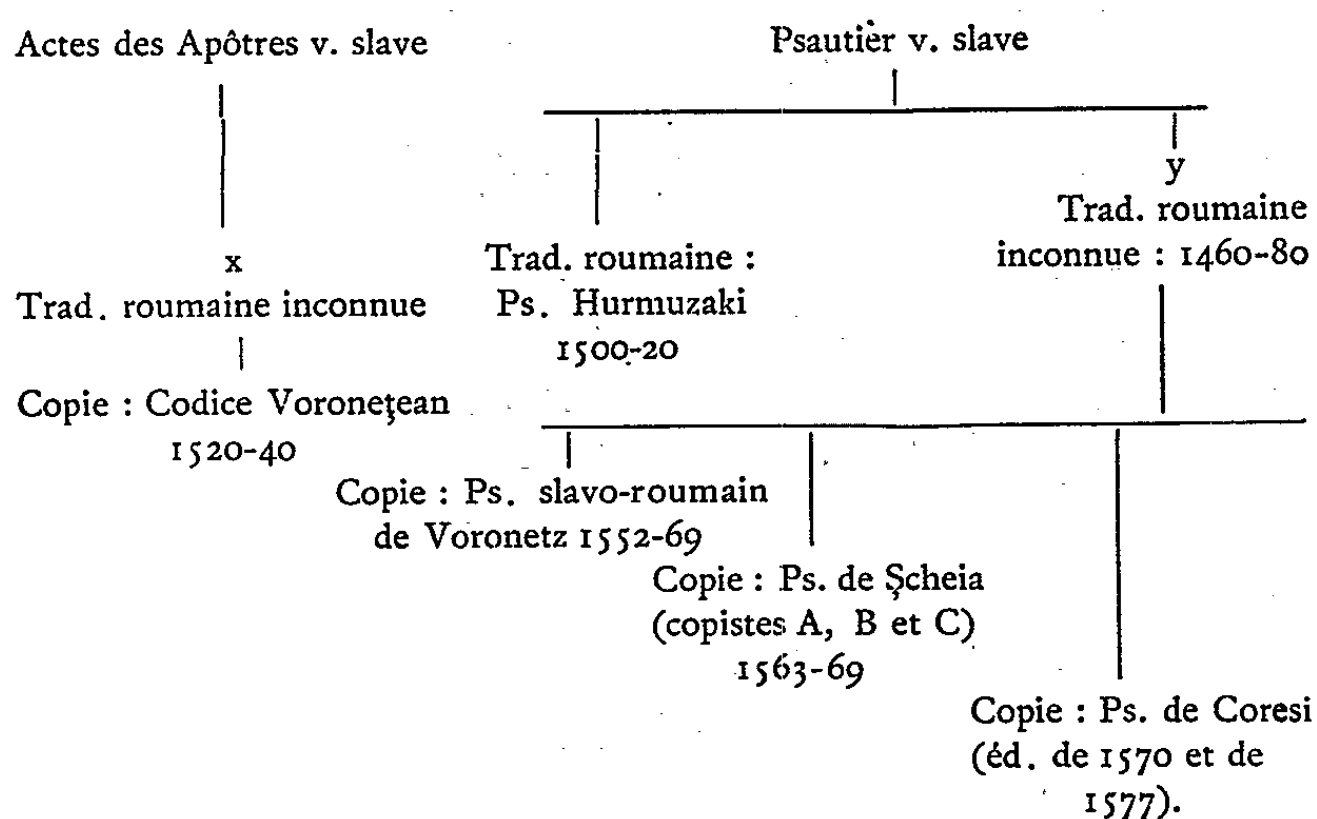 Actes des Apôtres v. slave
Psautier v. slave
x
Trad. roumaine inconnue
Copie : Codice Voroneţean
1520-40
Trad. roumaine :
Ps. Hurmuzaki
1500-20
y
Trad. roumaine
inconnue : 1460-80
Copie : Ps. slavo-roumain
de Voronetz 1552-69
Copie : Ps. de Şcheia
(copistes A, B et C)
1563-69
Copie : Ps. de Coresi
(éd. de 1570 et de
1577).